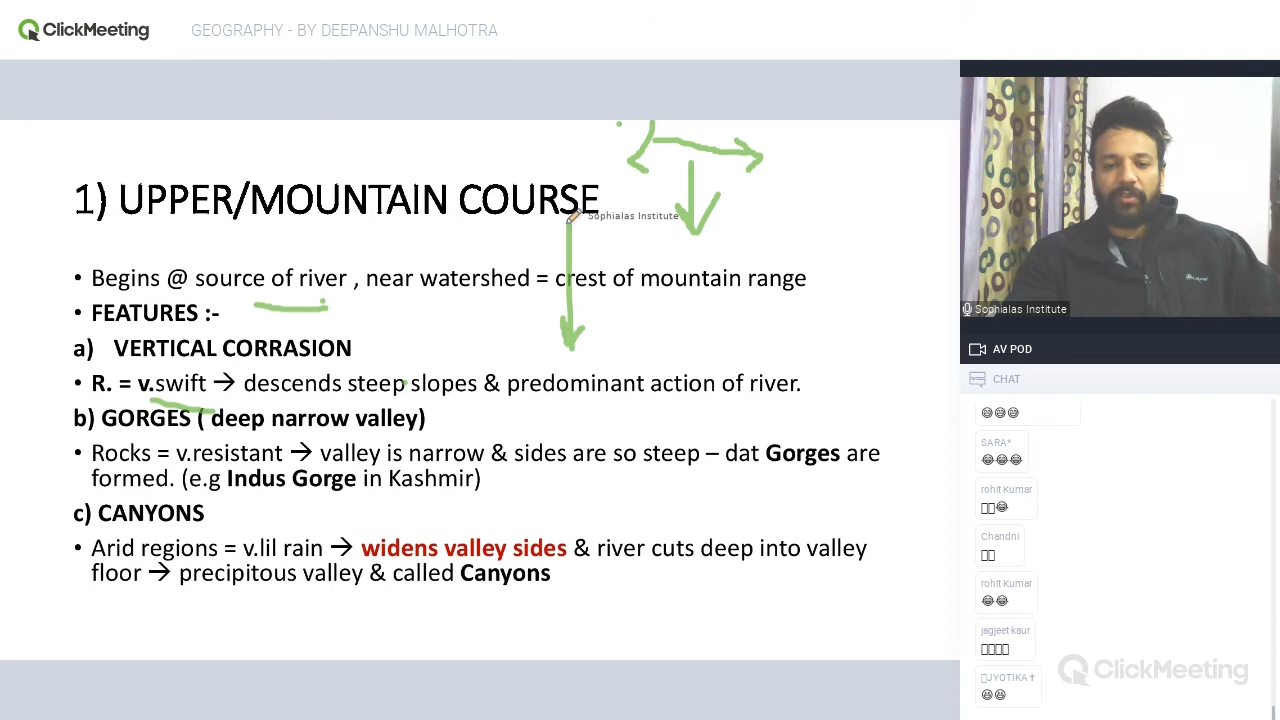 ClickMeeting
GEOGRAPHY - BY DEEPANSHU MALHOTRA
1) UPPER/MOUNTAIN COURSE
Sophialas Institute
• Begins @ source of river , near watershed = crest of mountain range
• FEATURES :-
a) VERTICAL CORRASION
• R. = v.swift → descends steep slopes & predominant action of river.
b) GORGES ( deep narrow valley)
• Rocks = v.resistant → valley is narrow & sides are so steep – dat Gorges are
formed. (e.g Indus Gorge in Kashmir)
c) CANYONS
• Arid regions = v.lil rain → widens valley sides & river cuts deep into valley
floor → precipitous valley & called Canyons
Sophialas Institute
AV POD
CHAT
😅😅😅
SARA*
😂😂😂
rohit Kumar
▯▯😂
Chandni
▯▯
rohit Kumar
😂😂
jagjeet kaur
▯▯▯▯
▯JYOTIKA✝
😆😆
ClickMeeting